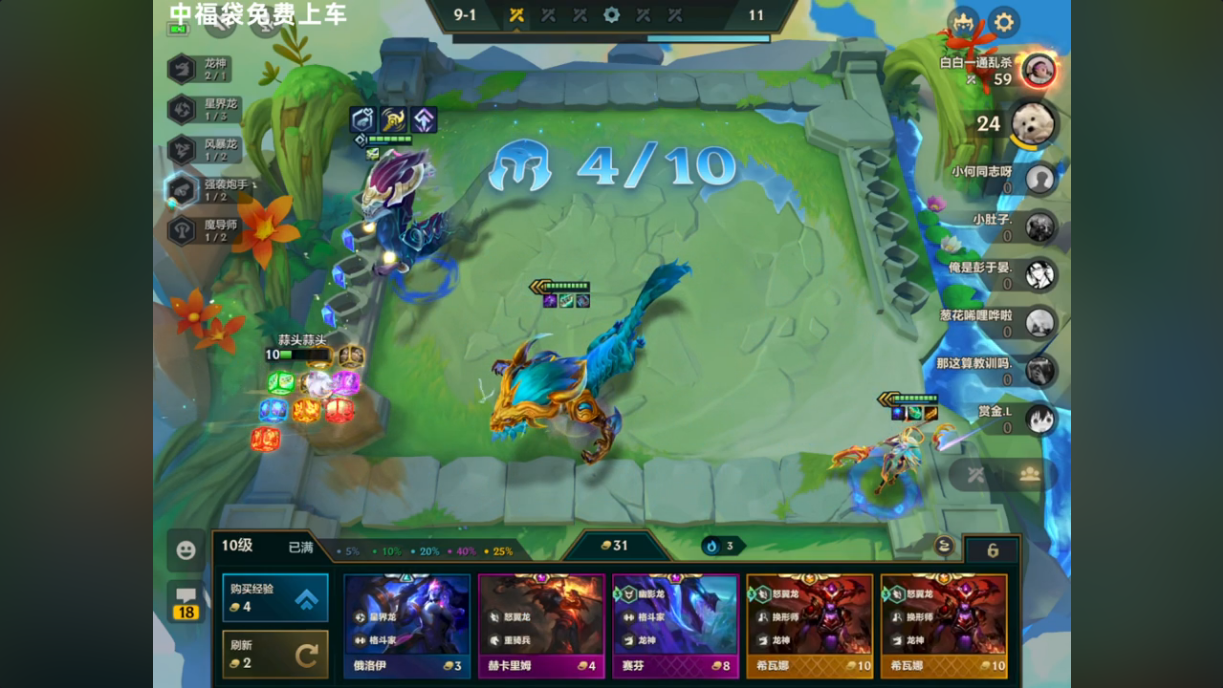 中福袋免费上车
9-1
11
龙神
2/1
星界龙
1/3
风暴龙
1/2
强袭炮手
1/2
魔导师
1/2
4/10
白白一通乱杀
59
24
小何同志呀
0
小肚子.
0
俺是彭于晏.
0
葱花唏哩哗啦
0
那这算教训吗.
0
赏金.L
0
蒜头蒜头
10
18
10级
已满
5% 10% 20% 40% 25%
31
3
6
购买经验
4
刷新
2
星界龙
格斗家
俄洛伊 3
怒翼龙
重骑兵
赫卡里姆 4
幽影龙
格斗家
龙神
赛芬 8
怒翼龙
换形师
龙神
希瓦娜 10
怒翼龙
换形师
龙神
希瓦娜 10